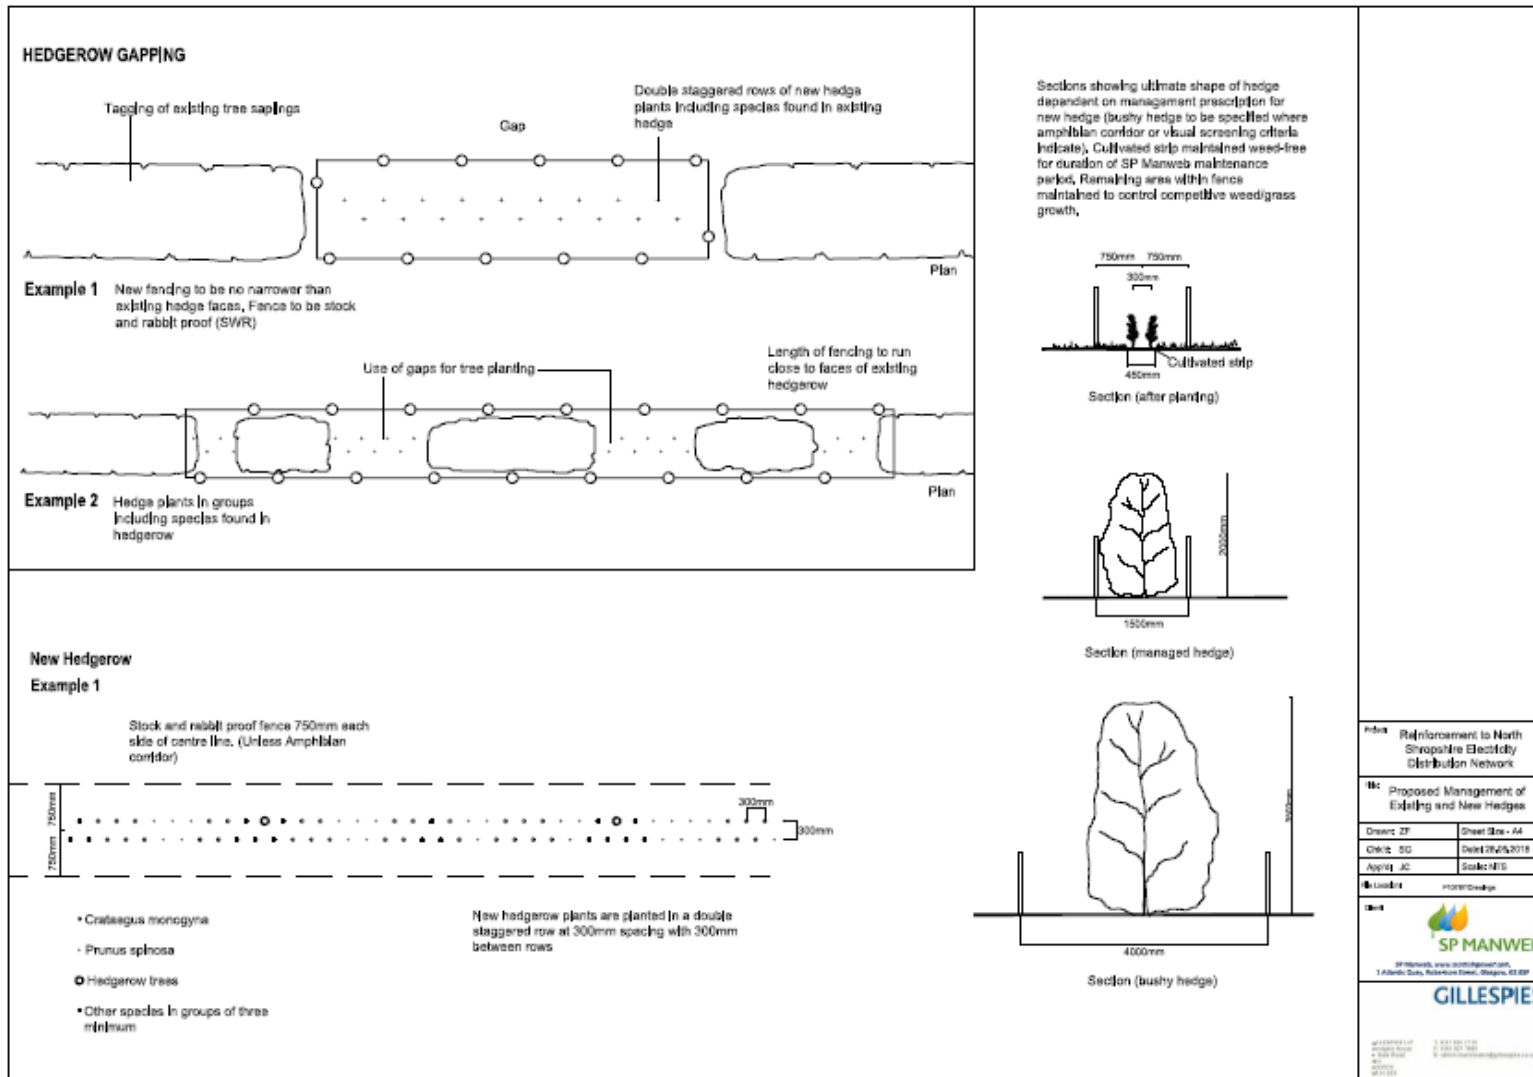 HEDGEROW GAPPING
Tagging of existing tree saplings
Gap
Double staggered rows of new hedge
plants including species found in existing
hedge
Plan
Example 1
New fencing to be no narrower than
existing hedge faces. Fence to be stock
and rabbit proof (SWR)
Use of gaps for tree planting
Length of fencing to run
close to faces of existing
hedgerow
Plan
Example 2
Hedge plants in groups
including species found in
hedgerow
Sections showing ultimate shape of hedge
dependent on management prescription for
new hedge (bushy hedge to be specified where
amphibian corridor or visual screening criteria
indicate). Cultivated strip maintained weed-free
for duration of SP Manweb maintenance
period. Remaining area within fence
maintained to control competitive weed/grass
growth.
750mm 750mm
300mm
Cultivated strip
450mm
Section (after planting)
2000mm
1500mm
Section (managed hedge)
4000mm
Section (bushy hedge)
New Hedgerow
Example 1
Stock and rabbit proof fence 750mm each
side of centre line. (Unless Amphibian
corridor)
750mm
750mm
300mm
300mm
Crataegus monogyna
Prunus spinosa
Hedgerow trees
Other species in groups of three
minimum
New hedgerow plants are planted in a double
staggered row at 300mm spacing with 300mm
between rows
Project
Reinforcement to North
Shropshire Electricity
Distribution Network
Title
Proposed Management of
Existing and New Hedges
Drawn: ZF
Sheet Size - A4
Chk'd: SG
App'd: JC
Scale: NTS
File Location:
Client
SP MANWEB
GILLESPIES